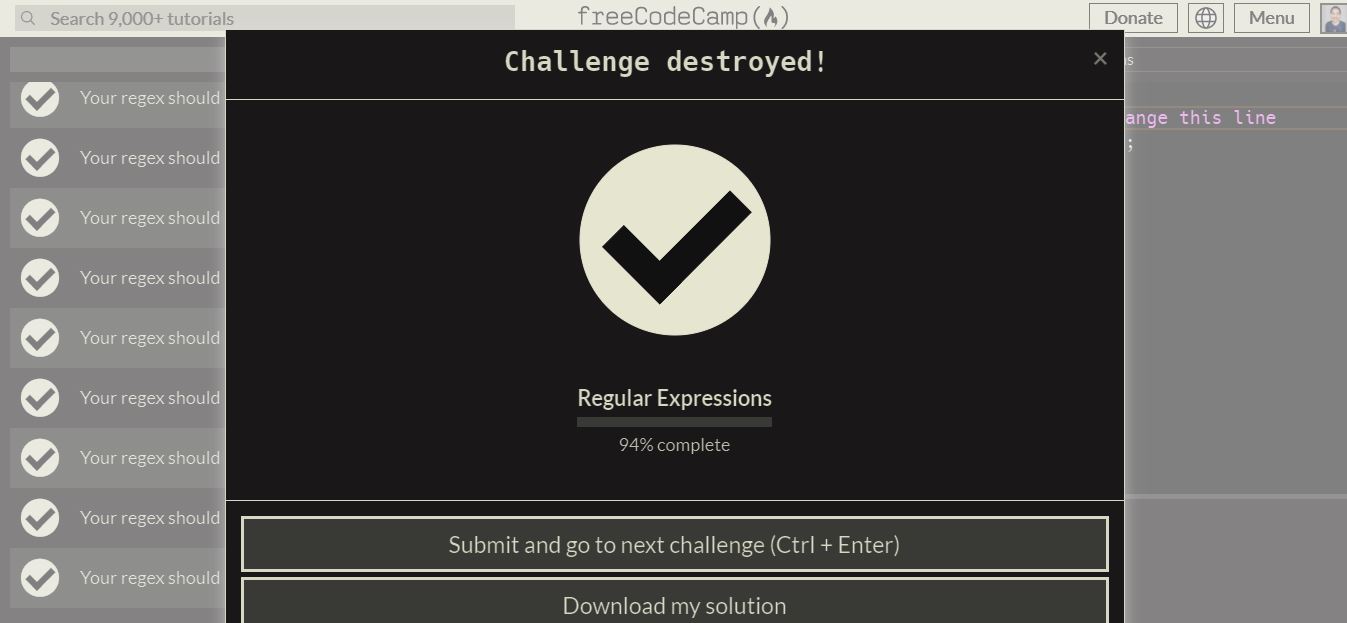 Search 9,000+ tutorials
freeCodeCamp(🔥)
Donate
Menu
Challenge destroyed!
×
Your regex should
Your regex should
Your regex should
Your regex should
Your regex should
Your regex should
Your regex should
Your regex should
Your regex should
ange this line
;
Regular Expressions
94% complete
Submit and go to next challenge (Ctrl + Enter)
Download my solution